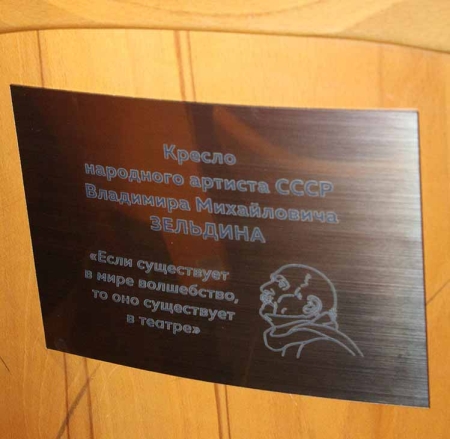 Кресло
народного артиста СССР
Владимира Михайловича
ЗЕЛЬДИНА
«Если существует
в мире волшебство,
то оно существует
в театре»